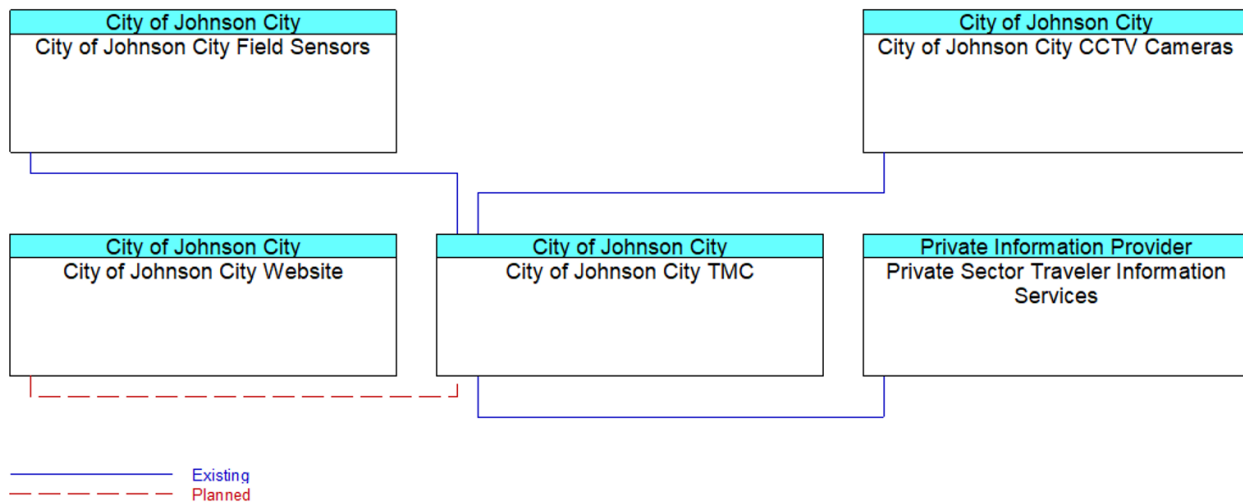 City of Johnson City
City of Johnson City Field Sensors
City of Johnson City
City of Johnson City CCTV Cameras
City of Johnson City
City of Johnson City Website
City of Johnson City
City of Johnson City TMC
Private Information Provider
Private Sector Traveler Information
Services
Existing
Planned